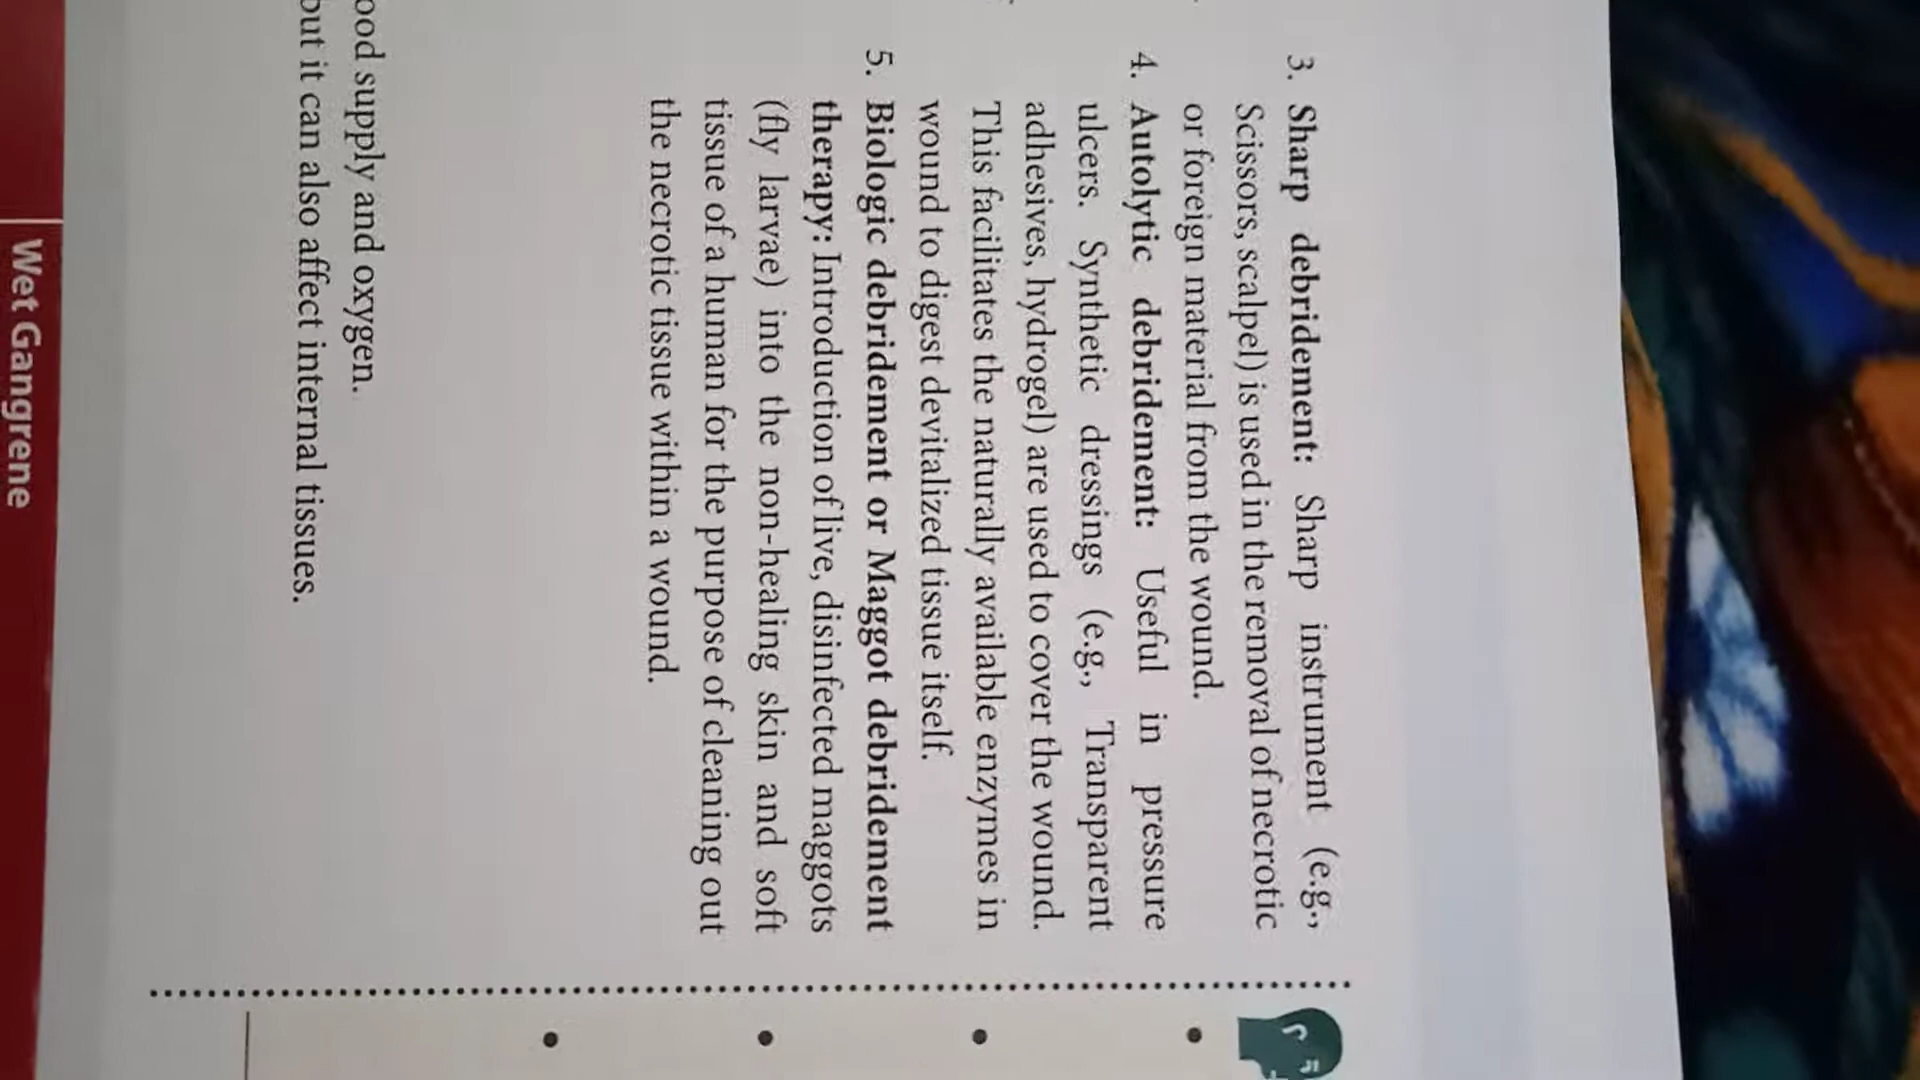 3. Sharp debridement: Sharp instrument (e.g.,
Scissors, scalpel) is used in the removal of necrotic
or foreign material from the wound.
4. Autolytic debridement: Useful in pressure
ulcers. Synthetic dressings (e.g., Transparent
adhesives, hydrogel) are used to cover the wound.
This facilitates the naturally available enzymes in
wound to digest devitalized tissue itself.
5. Biologic debridement or Maggot debridement
therapy: Introduction of live, disinfected maggots
(fly larvae) into the non-healing skin and soft
tissue of a human for the purpose of cleaning out
the necrotic tissue within a wound.
supply and oxygen.
but it can also affect internal tissues.
Wet Gangrene